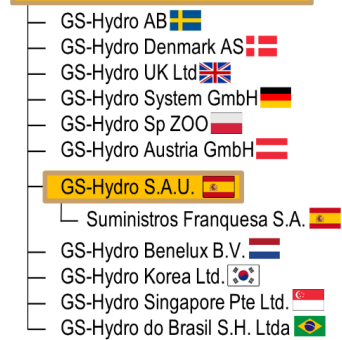 GS-Hydro AB
GS-Hydro Denmark AS
GS-Hydro UK Ltd
GS-Hydro System GmbH
GS-Hydro Sp ZOO
GS-Hydro Austria GmbH
GS-Hydro S.A.U.
Suministros Franquesa S.A.
GS-Hydro Benelux B.V.
GS-Hydro Korea Ltd.
GS-Hydro Singapore Pte Ltd.
GS-Hydro do Brasil S.H. Ltda